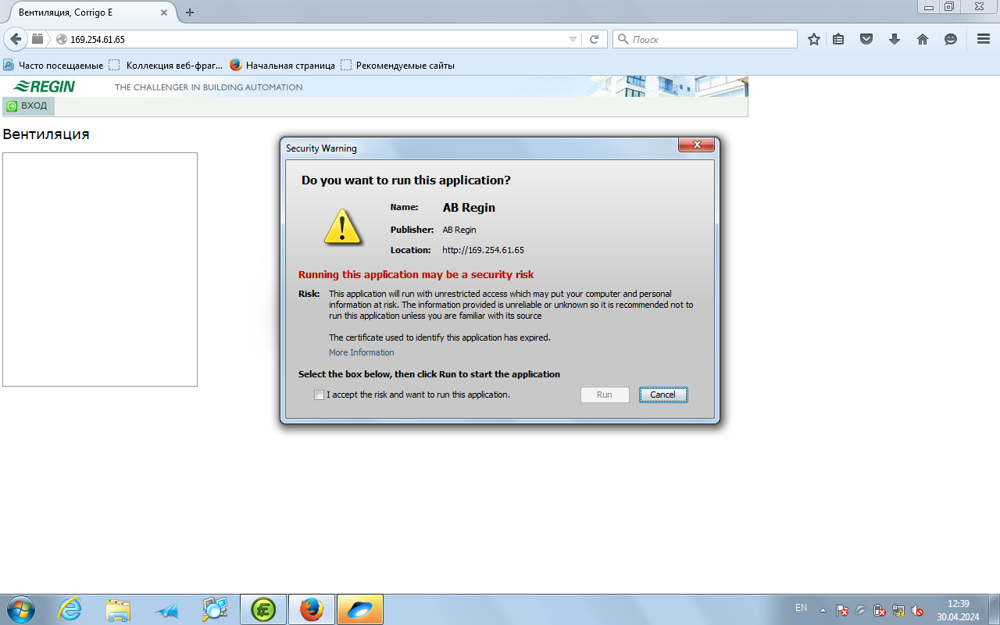 Вентиляция, Corrigo E
169.254.61.65
Поиск
Часто посещаемые
Коллекция веб-фраг...
Начальная страница
Рекомендуемые сайты
REGIN
THE CHALLENGER IN BUILDING AUTOMATION
ВХОД
Вентиляция
Security Warning
Do you want to run this application?
Name: AB Regin
Publisher: AB Regin
Location: http://169.254.61.65
Running this application may be a security risk
Risk: This application will run with unrestricted access which may put your computer and personal
information at risk. The information provided is unreliable or unknown so it is recommended not to
run this application unless you are familiar with its source
The certificate used to identify this application has expired.
More Information
Select the box below, then click Run to start the application
I accept the risk and want to run this application.
Run
Cancel
EN
12:39
30.04.2024